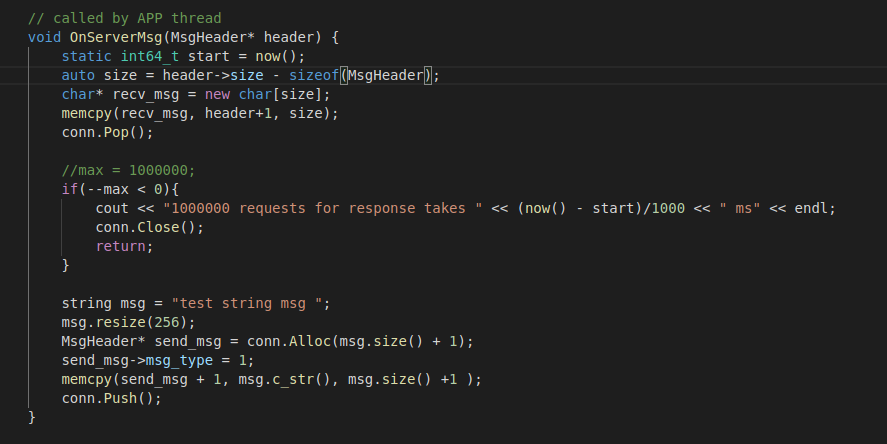 // called by APP thread
void OnServerMsg(MsgHeader* header) {
    static int64_t start = now();
    auto size = header->size - sizeof(MsgHeader);
    char* recv_msg = new char[size];
    memcpy(recv_msg, header+1, size);
    conn.Pop();

    //max = 1000000;
    if(--max < 0){
        cout << "1000000 requests for response takes " << (now() - start)/1000 << " ms" << endl;
        conn.Close();
        return;
    }

    string msg = "test string msg ";
    msg.resize(256);
    MsgHeader* send_msg = conn.Alloc(msg.size() + 1);
    send_msg->msg_type = 1;
    memcpy(send_msg + 1, msg.c_str(), msg.size() +1 );
    conn.Push();
}